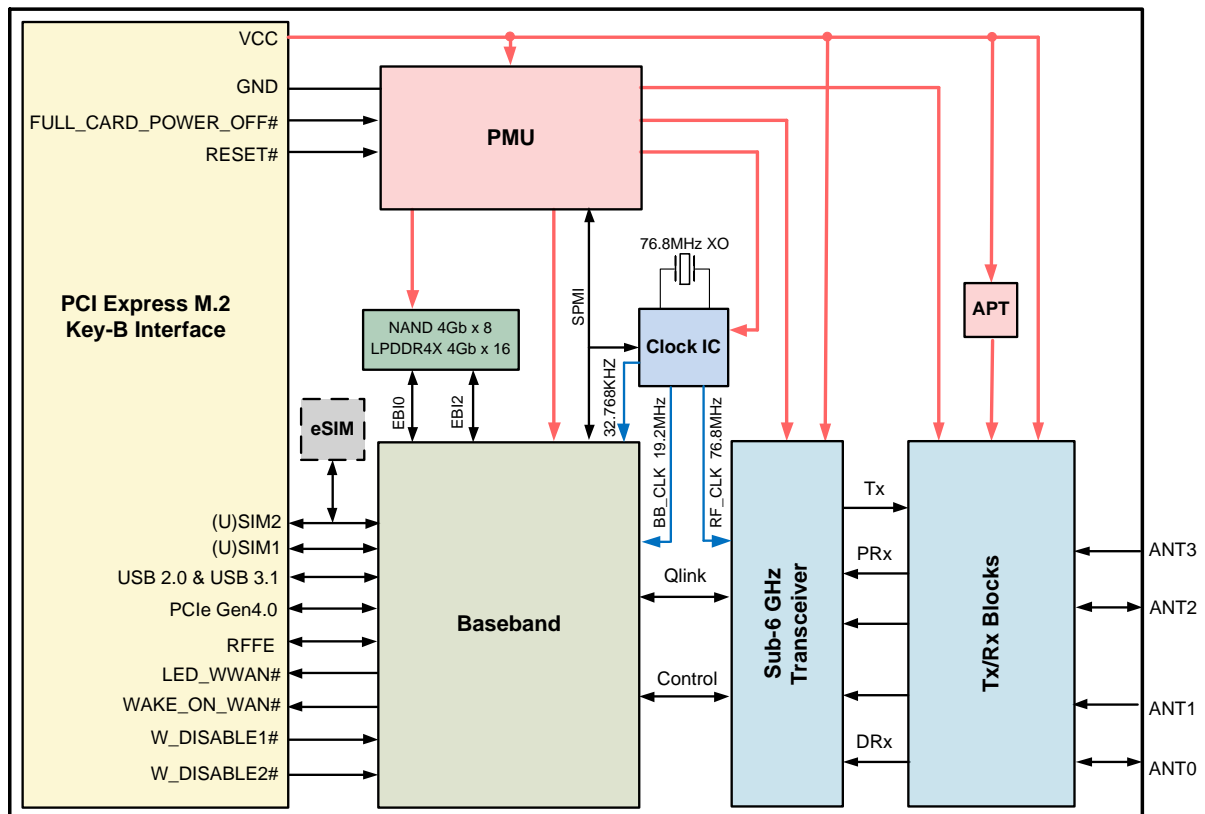 VCC
GND
FULL_CARD_POWER_OFF#
RESET#
PMU
76.8MHz XO
SPMI
PCI Express M.2
Key-B Interface
NAND 4Gb x 8
LPDDR4X 4Gb x 16
Clock IC
APT
EBI0
EBI2
32.768KHZ
BB_CLK 19.2MHz
RF_CLK 76.8MHz
eSIM
(U)SIM2
(U)SIM1
USB 2.0 & USB 3.1
PCIe Gen4.0
RFFE
LED_WWAN#
WAKE_ON_WAN#
W_DISABLE1#
W_DISABLE2#
Baseband
Qlink
Control
Sub-6 GHz
Transceiver
Tx
PRx
DRx
Tx/Rx Blocks
ANT3
ANT2
ANT1
ANT0